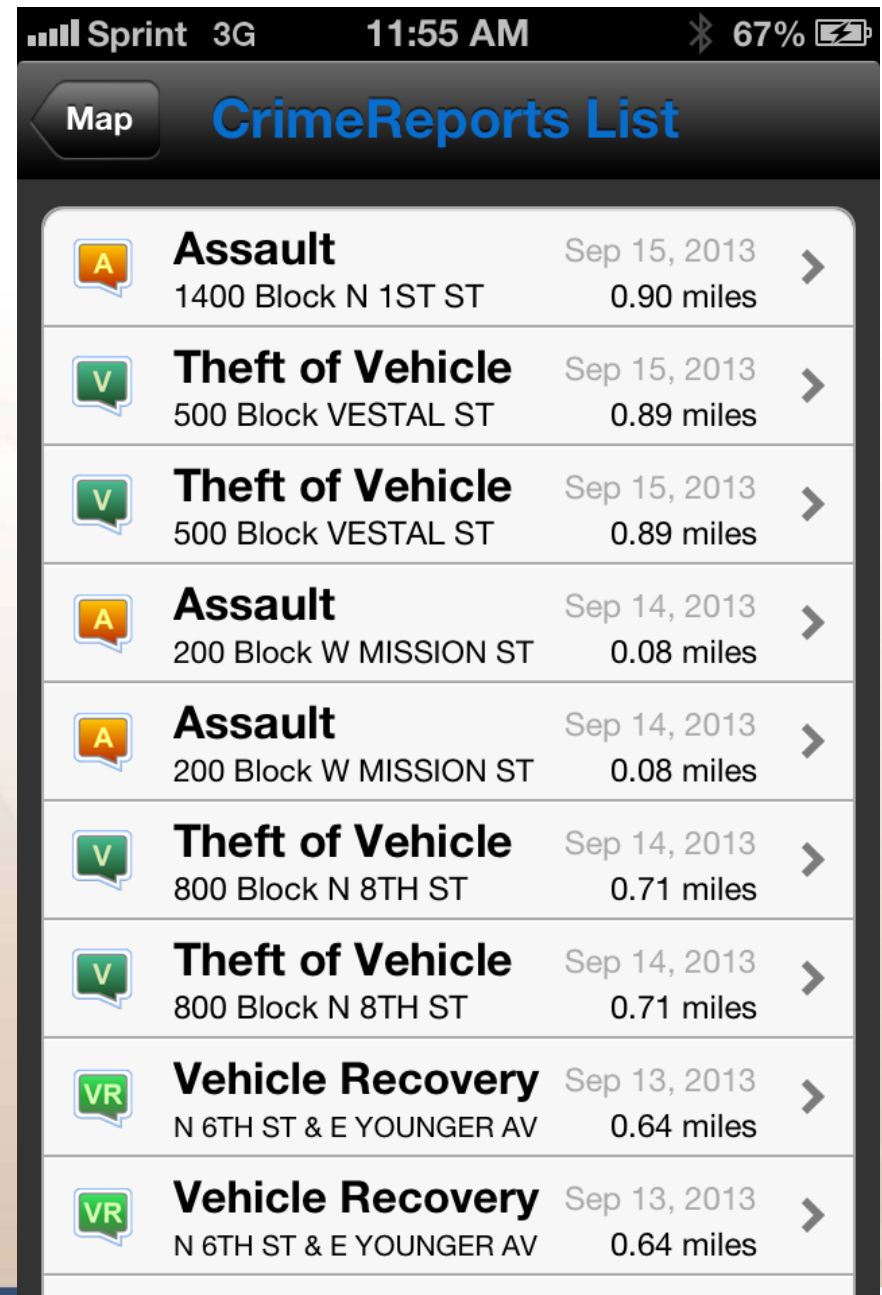 Sprint 3G 11:55 AM 67%
Map CrimeReports List
A Assault Sep 15, 2013
1400 Block N 1ST ST 0.90 miles
V Theft of Vehicle Sep 15, 2013
500 Block VESTAL ST 0.89 miles
V Theft of Vehicle Sep 15, 2013
500 Block VESTAL ST 0.89 miles
A Assault Sep 14, 2013
200 Block W MISSION ST 0.08 miles
A Assault Sep 14, 2013
200 Block W MISSION ST 0.08 miles
V Theft of Vehicle Sep 14, 2013
800 Block N 8TH ST 0.71 miles
V Theft of Vehicle Sep 14, 2013
800 Block N 8TH ST 0.71 miles
VR Vehicle Recovery Sep 13, 2013
N 6TH ST & E YOUNGER AV 0.64 miles
VR Vehicle Recovery Sep 13, 2013
N 6TH ST & E YOUNGER AV 0.64 miles